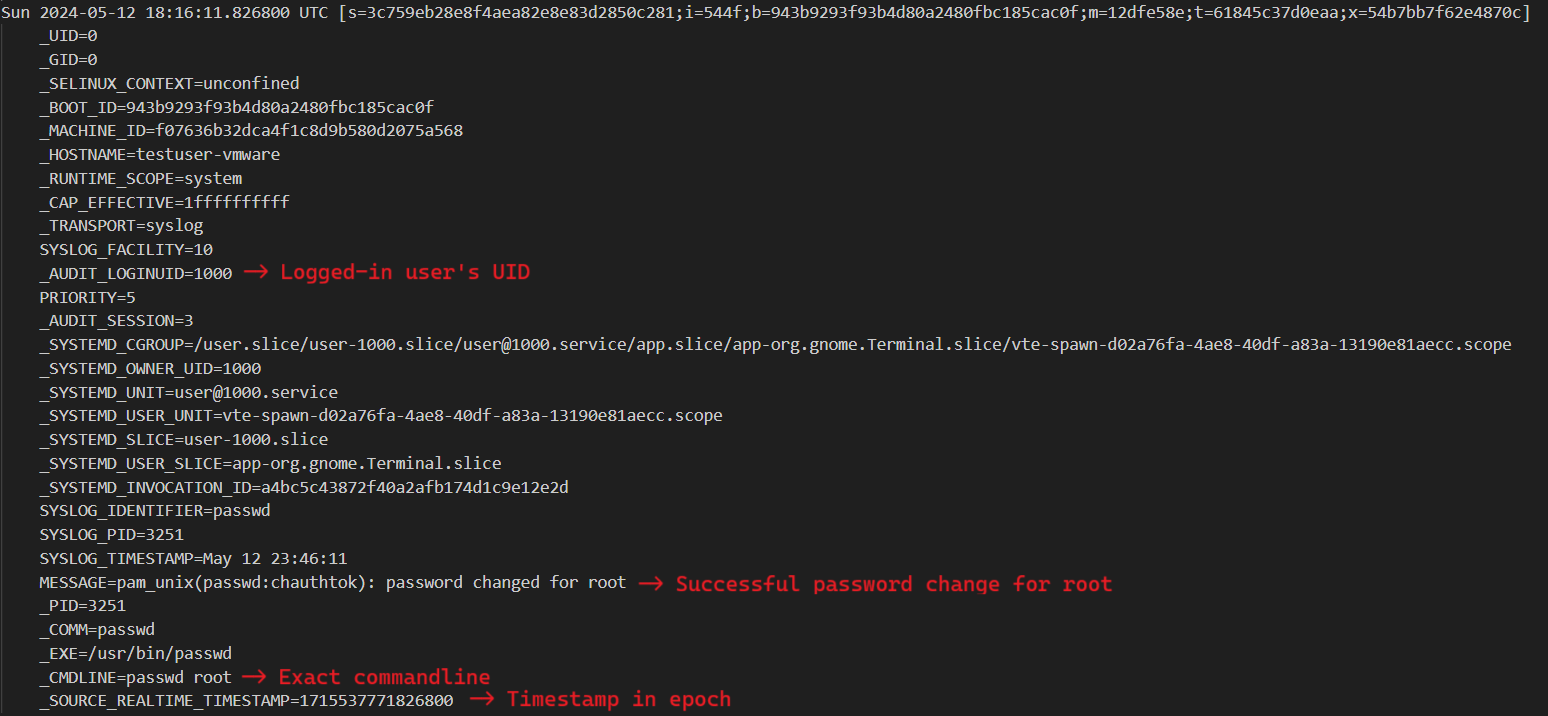 Sun 2024-05-12 18:16:11.826800 UTC [s=3c759eb28e8f4aea82e8e83d2850c281;i=544f;b=943b9293f93b4d80a2480fbc185cac0f;m=12dfe58e;t=61845c37d0eaa;x=54b7bb7f62e4870c]
_UID=0
_GID=0
_SELINUX_CONTEXT=unconfined
_BOOT_ID=943b9293f93b4d80a2480fbc185cac0f
_MACHINE_ID=f07636b32dca4f1c8d9b580d2075a568
_HOSTNAME=testuser-vmware
_RUNTIME_SCOPE=system
_CAP_EFFECTIVE=1ffffffffff
_TRANSPORT=syslog
SYSLOG_FACILITY=10
_AUDIT_LOGINUID=1000 --> Logged-in user's UID
PRIORITY=5
_AUDIT_SESSION=3
_SYSTEMD_CGROUP=/user.slice/user-1000.slice/user@1000.service/app.slice/app-org.gnome.Terminal.slice/vte-spawn-d02a76fa-4ae8-40df-a83a-13190e81aecc.scope
_SYSTEMD_OWNER_UID=1000
_SYSTEMD_UNIT=user@1000.service
_SYSTEMD_USER_UNIT=vte-spawn-d02a76fa-4ae8-40df-a83a-13190e81aecc.scope
_SYSTEMD_SLICE=user-1000.slice
_SYSTEMD_USER_SLICE=app-org.gnome.Terminal.slice
_SYSTEMD_INVOCATION_ID=a4bc5c43872f40a2afb174d1c9e12e2d
SYSLOG_IDENTIFIER=passwd
SYSLOG_PID=3251
SYSLOG_TIMESTAMP=May 12 23:46:11
MESSAGE=pam_unix(passwd:chauthtok): password changed for root --> Successful password change for root
_PID=3251
_COMM=passwd
_EXE=/usr/bin/passwd
_CMDLINE=passwd root --> Exact commandline
_SOURCE_REALTIME_TIMESTAMP=1715537771826800 --> Timestamp in epoch